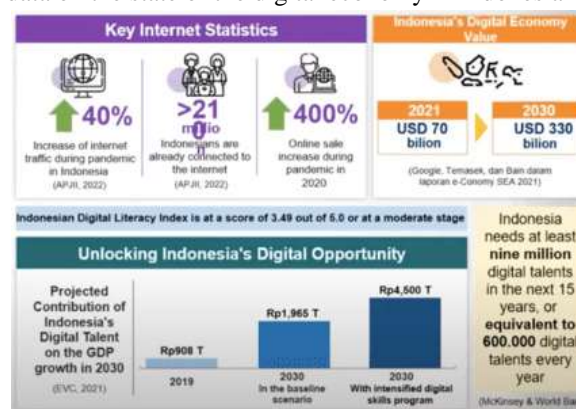 Key Internet Statistics
40%
Increase of internet
traffic during pandemic
in Indonesia
(APJII, 2022)
>21
0
millio
n
Indonesians are
already connected to
the internet
(APJII, 2022)
400%
Online sale
increase during
pandemic in
2020
Indonesia's Digital Economy
Value
2021
USD 70
bilion
2030
USD 330
bilion
(Google, Temasek, dan Bain dalam
laporan e-Conomy SEA 2021)
Indonesian Digital Literacy Index is at a score of 3.49 out of 5.0 or at a moderate stage
Unlocking Indonesia's Digital Opportunity
Projected
Contribution of
Indonesia's
Digital Talent
on the GDP
growth in 2030
(EVC, 2021)
Rp908 T
2019
Rp1,965 T
2030
In the baseline
scenario
Rp4,500 T
2030
With intensified digital
skills program
Indonesia
needs at least
nine million
digital talents
in the next 15
years, or
equivalent to
600.000 digital
talents every
year
(McKinsey & World Ba